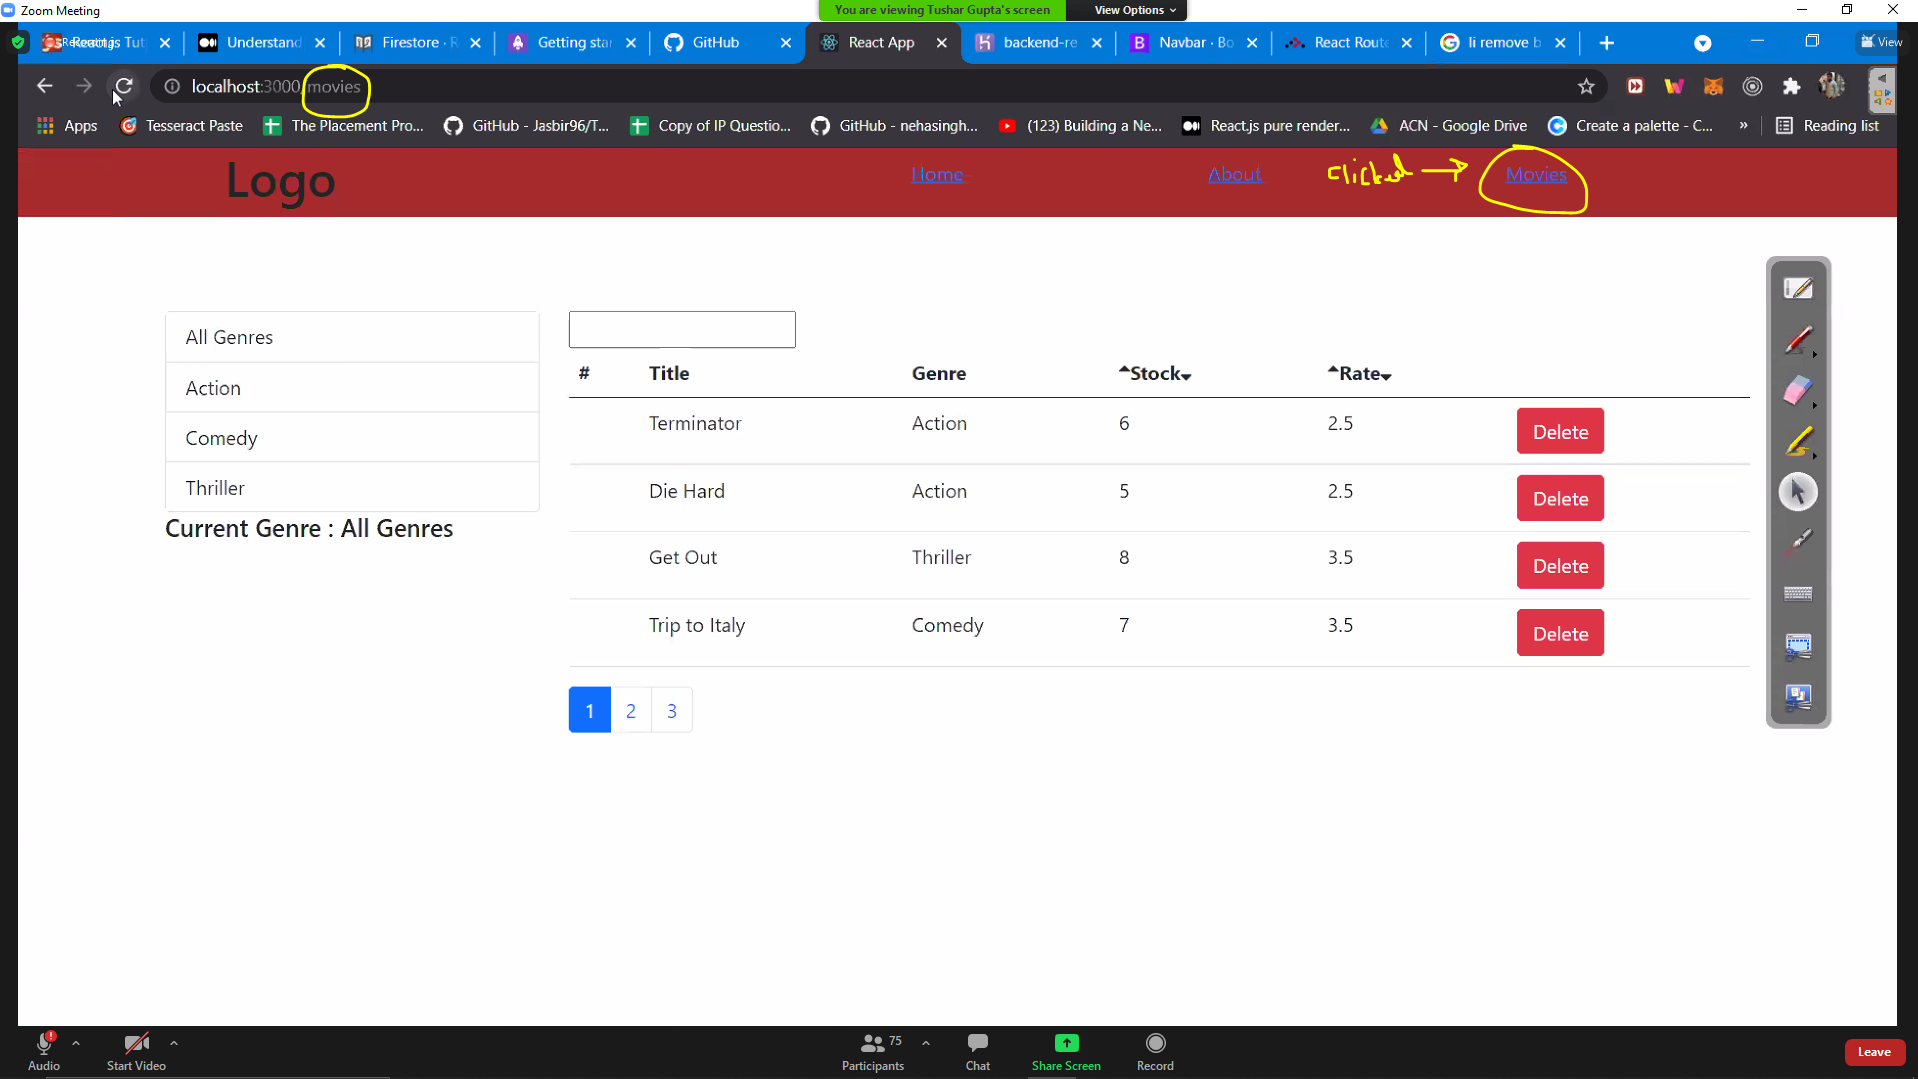 Zoom Meeting
You are viewing Tushar Gupta's screen
View Options
React.js Tut
Understand
Firestore · R
Getting star
GitHub
React App
backend-re
Navbar · Bo
React Route
li remove b
View
localhost:3000/movies
Apps
Tesseract Paste
The Placement Pro...
GitHub - Jasbir96/T...
Copy of IP Questio...
GitHub - nehasingh...
(123) Building a Ne...
React.js pure render...
ACN - Google Drive
Create a palette - C...
»
Reading list
Logo
Home
About
clicked →
Movies
All Genres
Action
Comedy
Thriller
Current Genre : All Genres
# Title Genre Stock Rate
Terminator Action 6 2.5 Delete
Die Hard Action 5 2.5 Delete
Get Out Thriller 8 3.5 Delete
Trip to Italy Comedy 7 3.5 Delete
1 2 3
Audio
Start Video
Participants 75
Chat
Share Screen
Record
Leave